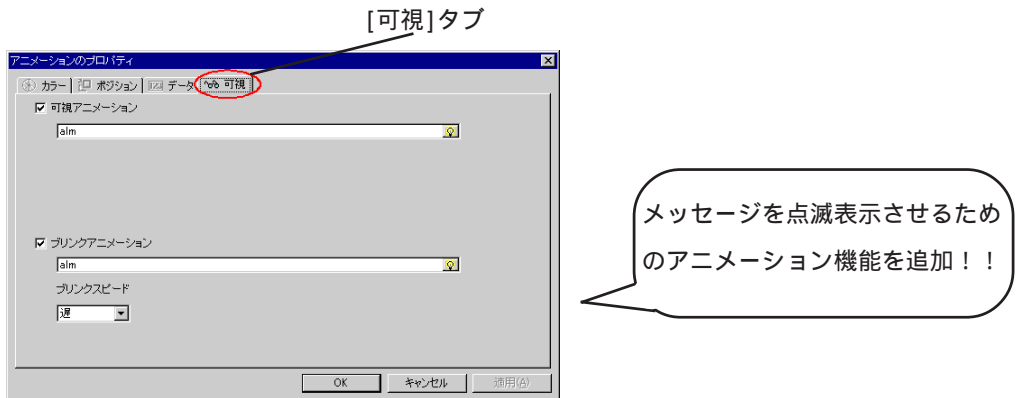 [可視]タブ
アニメーションのプロパティ
カラー ポジション データ 可視
可視アニメーション
alm
メッセージを点滅表示させるため
のアニメーション機能を追加！！
ブリンクアニメーション
alm
ブリンクスピード
遅
OK キャンセル 適用(A)